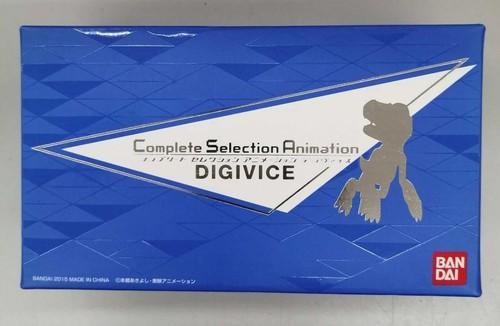 Complete Selection Animation
コンプリート セレクション アニメーション デジヴァイス
DIGIVICE
BANDAI 2015 MADE IN CHINA ©本郷あきよし・東映アニメーション
BAN
DAI